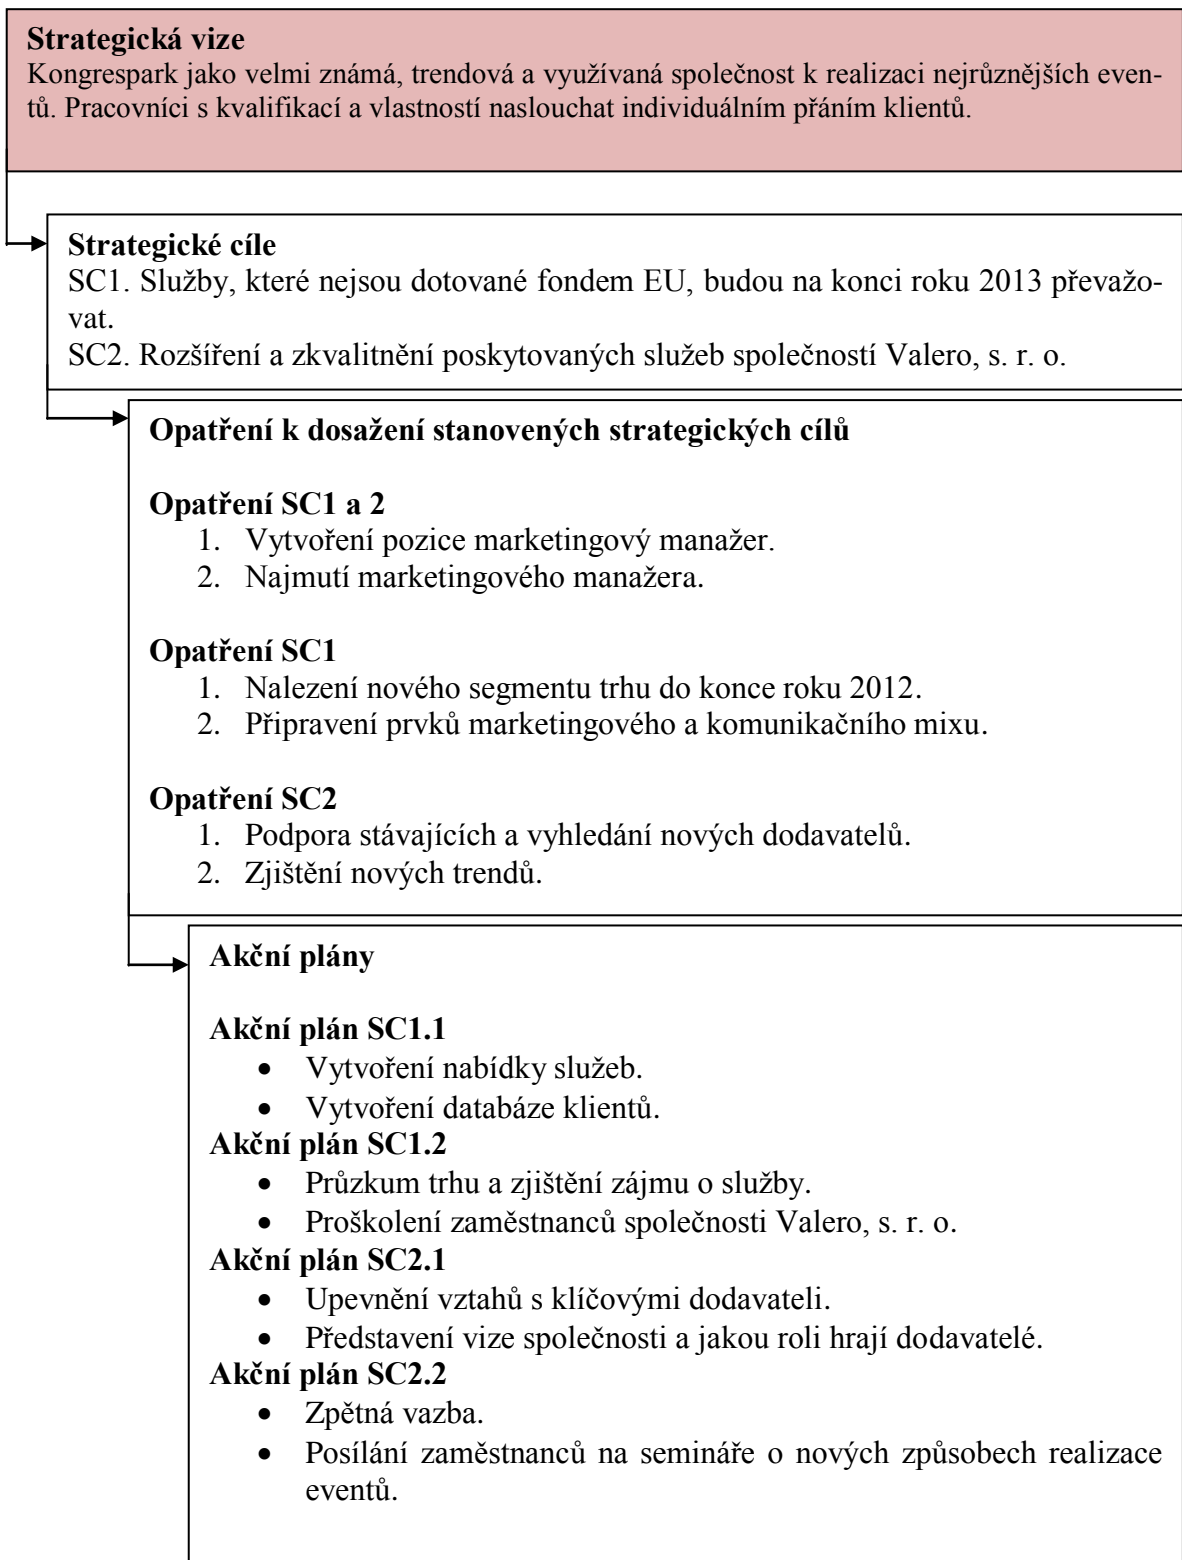 Strategická vize
Kongrespark jako velmi známá, trendová a využívaná společnost k realizaci nejrůznějších even-
tů. Pracovníci s kvalifikací a vlastností naslouchat individuálním přáním klientů.
Strategické cíle
SC1. Služby, které nejsou dotované fondem EU, budou na konci roku 2013 převažo-
vat.
SC2. Rozšíření a zkvalitnění poskytovaných služeb společností Valero, s. r. o.
Opatření k dosažení stanovených strategických cílů
Opatření SC1 a 2
1. Vytvoření pozice marketingový manažer.
2. Najmutí marketingového manažera.
Opatření SC1
1. Nalezení nového segmentu trhu do konce roku 2012.
2. Připravení prvků marketingového a komunikačního mixu.
Opatření SC2
1. Podpora stávajících a vyhledání nových dodavatelů.
2. Zjištění nových trendů.
Akční plány
Akční plán SC1.1
• Vytvoření nabídky služeb.
• Vytvoření databáze klientů.
Akční plán SC1.2
• Průzkum trhu a zjištění zájmu o služby.
• Proškolení zaměstnanců společnosti Valero, s. r. o.
Akční plán SC2.1
• Upevnění vztahů s klíčovými dodavateli.
• Představení vize společnosti a jakou roli hrají dodavatelé.
Akční plán SC2.2
• Zpětná vazba.
• Posílání zaměstnanců na semináře o nových způsobech realizace
eventů.